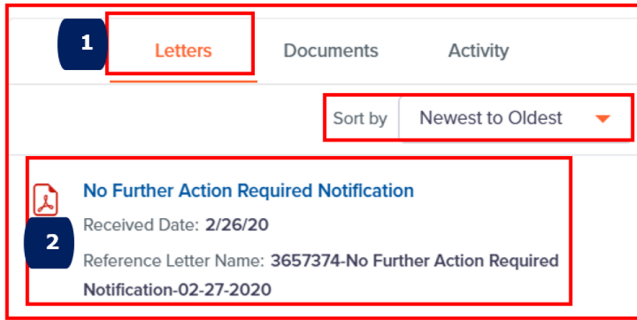 1
Letters Documents Activity
Sort by Newest to Oldest
No Further Action Required Notification
Received Date: 2/26/20
2
Reference Letter Name: 3657374-No Further Action Required
Notification-02-27-2020